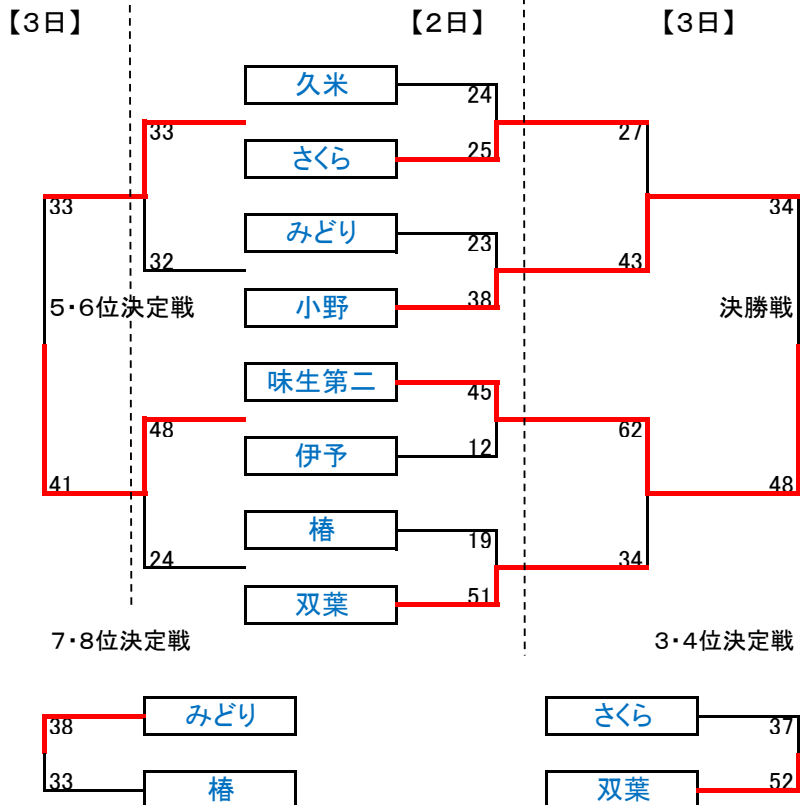 【3日】 【2日】 【3日】
久米 24
33 27
さくら 25
33 34
みどり 23
32 43
5・6位決定戦 小野 38 決勝戦
味生第二 45
48 62
伊予 12
41 48
椿 19
24 34
双葉 51
7・8位決定戦 3・4位決定戦
38 みどり さくら 37
33 椿 双葉 52